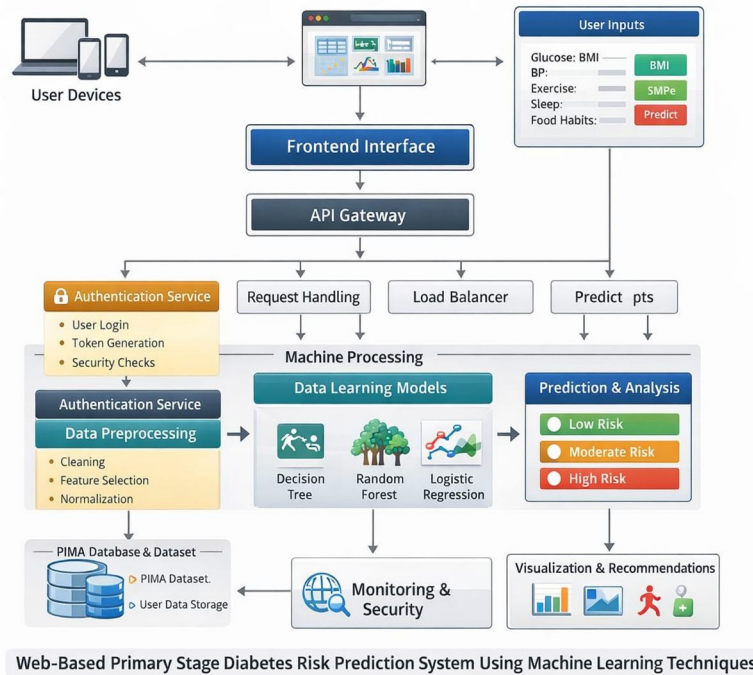 User Devices
User Inputs
Glucose: BMI
BP:
Exercise:
Sleep:
Food Habits:
BMI
SMPe
Predict
Frontend Interface
API Gateway
Authentication Service
• User Login
• Token Generation
• Security Checks
Request Handling
Load Balancer
Predict pts
Machine Processing
Authentication Service
Data Preprocessing
• Cleaning
• Feature Selection
• Normalization
Data Learning Models
Decision
Tree
Random
Forest
Logistic
Regression
Prediction & Analysis
Low Risk
Moderate Risk
High Risk
PIMA Database & Dataset
PIMA Dataset.
User Data Storage
Monitoring &
Security
Visualization & Recommendations
Web-Based Primary Stage Diabetes Risk Prediction System Using Machine Learning Techniques